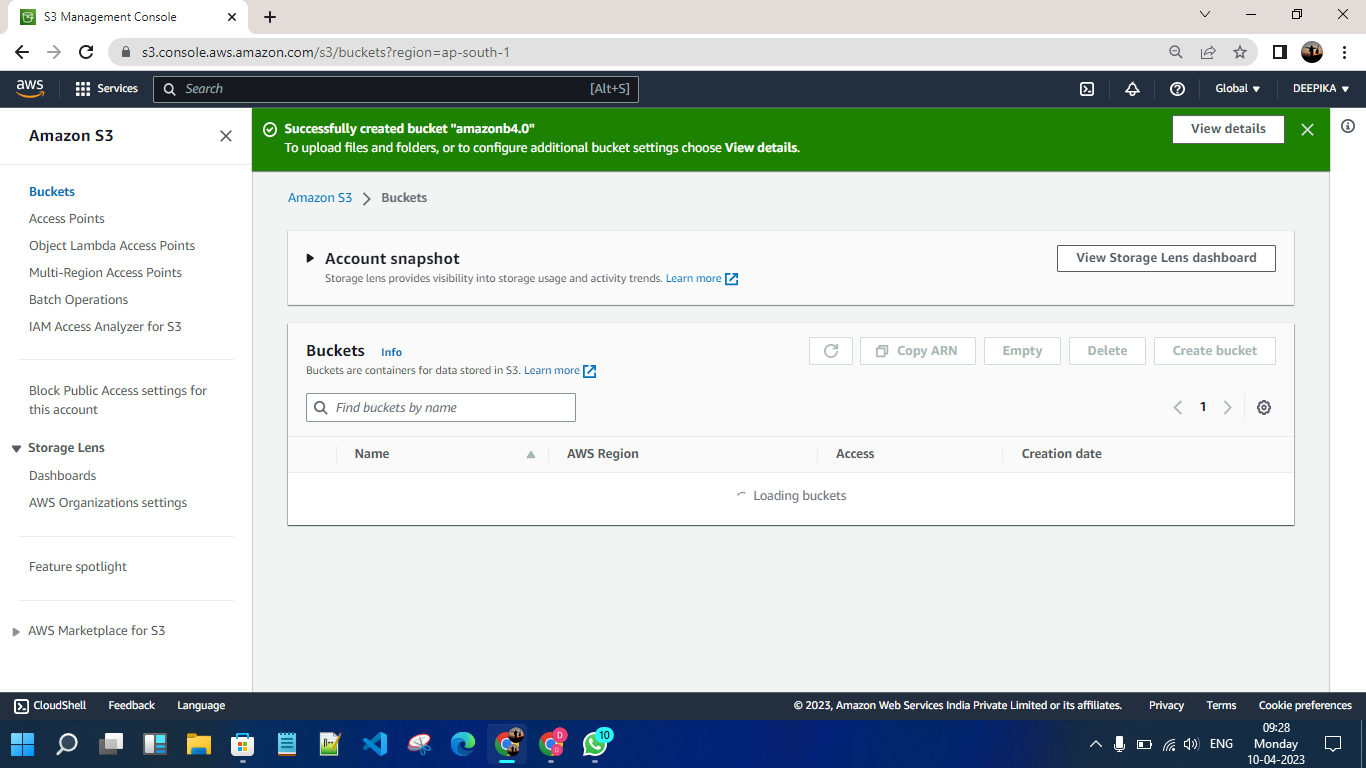 S3 Management Console
s3.console.aws.amazon.com/s3/buckets?region=ap-south-1
aws
Services
Search
[Alt+S]
Global
DEEPIKA
Amazon S3
Buckets
Access Points
Object Lambda Access Points
Multi-Region Access Points
Batch Operations
IAM Access Analyzer for S3
Block Public Access settings for
this account
Storage Lens
Dashboards
AWS Organizations settings
Feature spotlight
AWS Marketplace for S3
Successfully created bucket "amazonb4.0"
To upload files and folders, or to configure additional bucket settings choose View details.
View details
Amazon S3 > Buckets
Account snapshot
Storage lens provides visibility into storage usage and activity trends. Learn more
View Storage Lens dashboard
Buckets Info
Buckets are containers for data stored in S3. Learn more
Copy ARN
Empty
Delete
Create bucket
Find buckets by name
1
Name AWS Region Access Creation date
Loading buckets
CloudShell Feedback Language
© 2023, Amazon Web Services India Private Limited or its affiliates. Privacy Terms Cookie preferences
D
D
10
ENG
09:28
Monday
10-04-2023